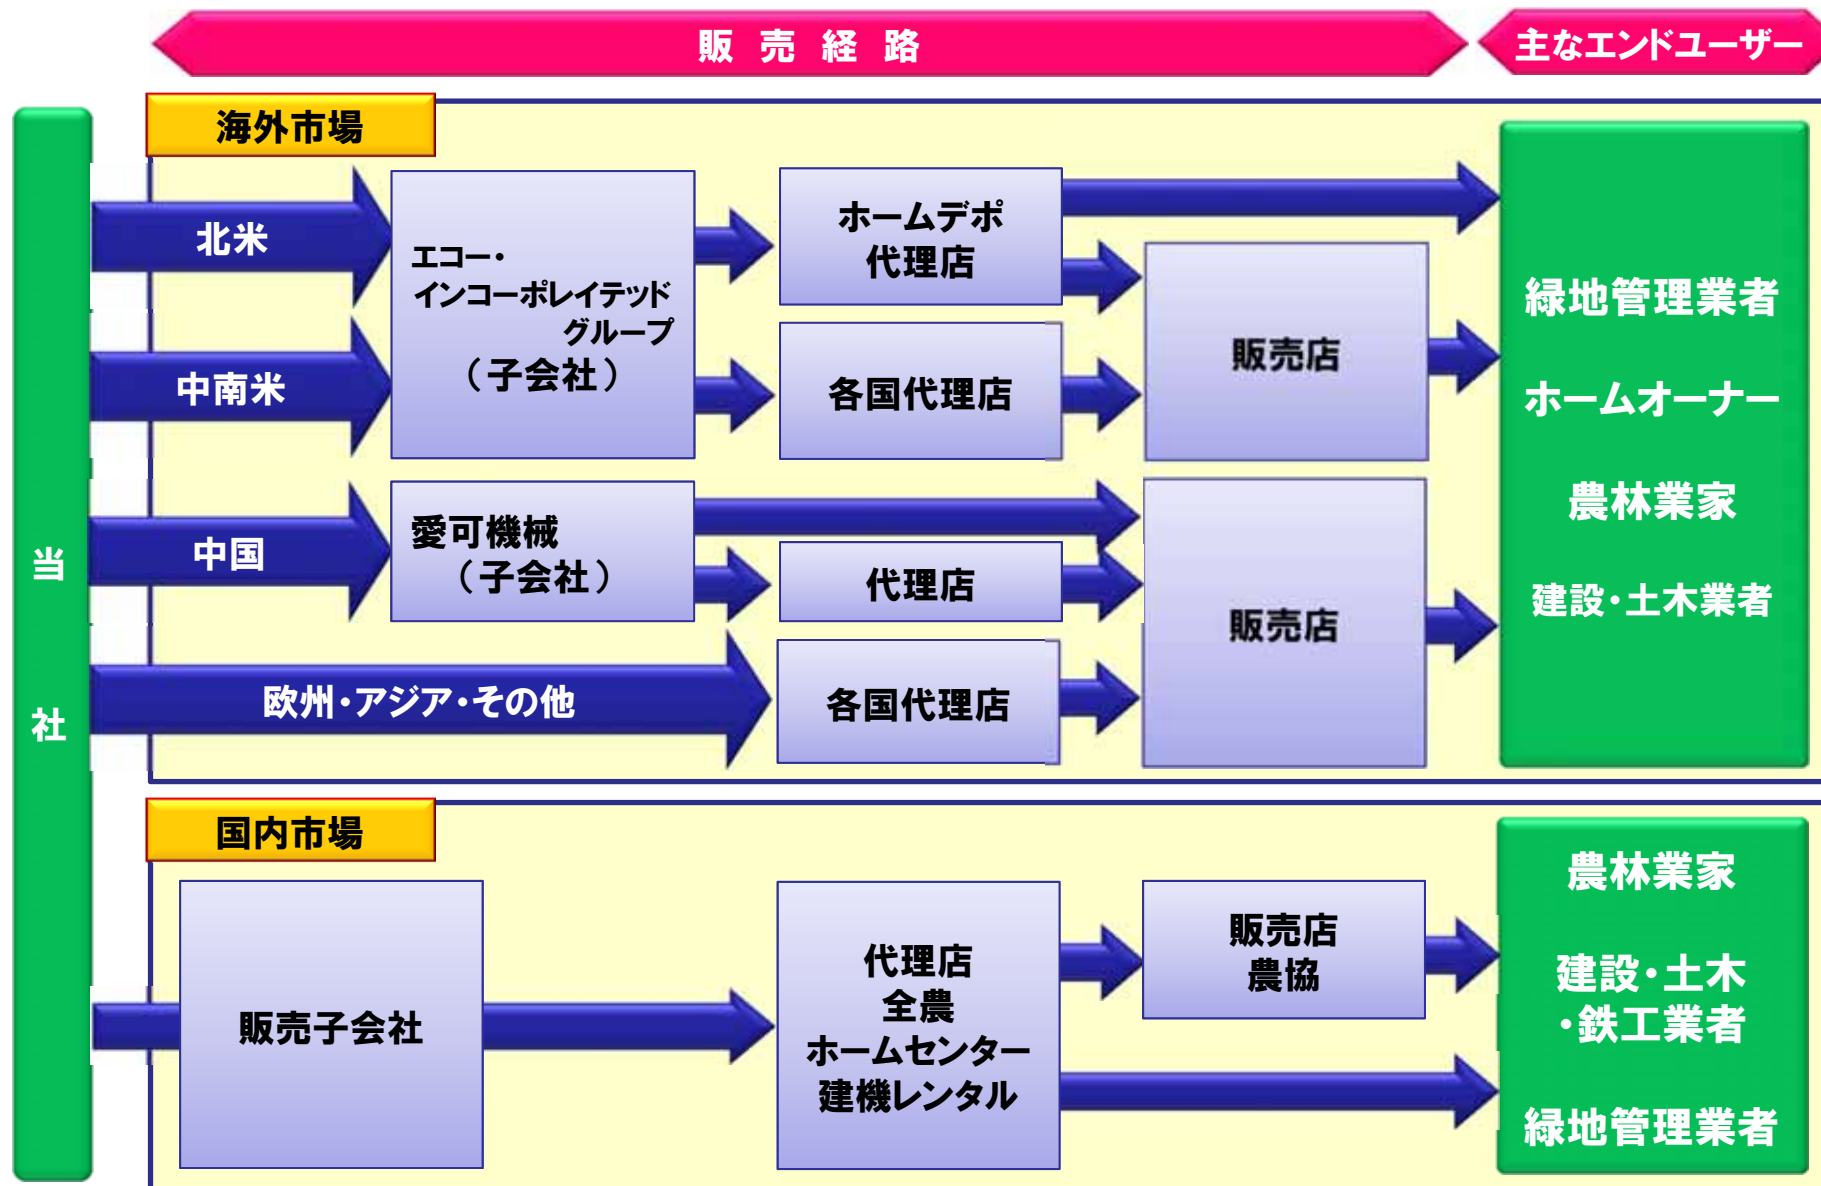 販売経路
主なエンドユーザー
当社
海外市場
北米
中南米
エコー・
インコーポレイテッド
グループ
（子会社）
ホームデポ
代理店
各国代理店
販売店
中国
愛可機械
（子会社）
代理店
欧州・アジア・その他
各国代理店
販売店
緑地管理業者
ホームオーナー
農林業家
建設・土木業者
国内市場
販売子会社
代理店
全農
ホームセンター
建機レンタル
販売店
農協
農林業家
建設・土木
・鉄工業者
緑地管理業者